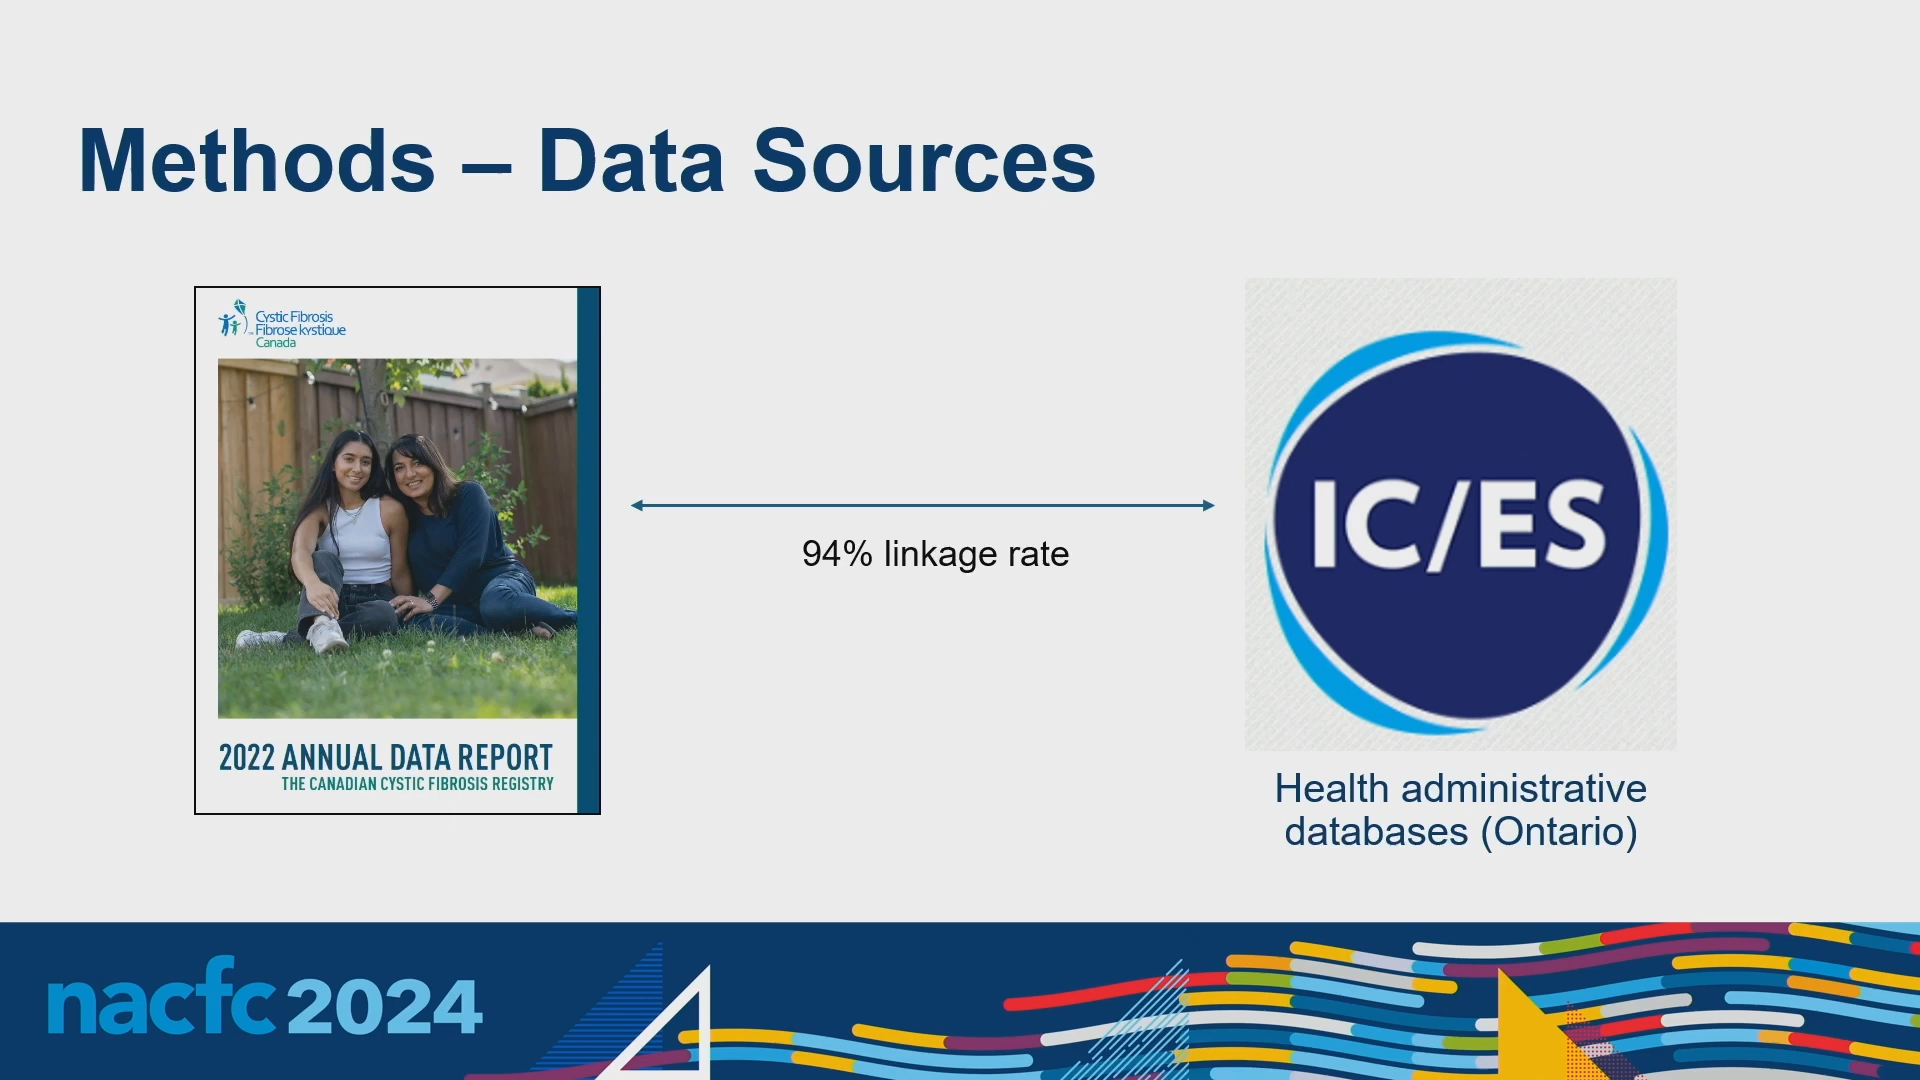 Methods – Data Sources
Cystic Fibrosis
Fibrose kystique
Canada
2022 ANNUAL DATA REPORT
THE CANADIAN CYSTIC FIBROSIS REGISTRY
94% linkage rate
IC/ES
Health administrative
databases (Ontario)
nacfc 2024